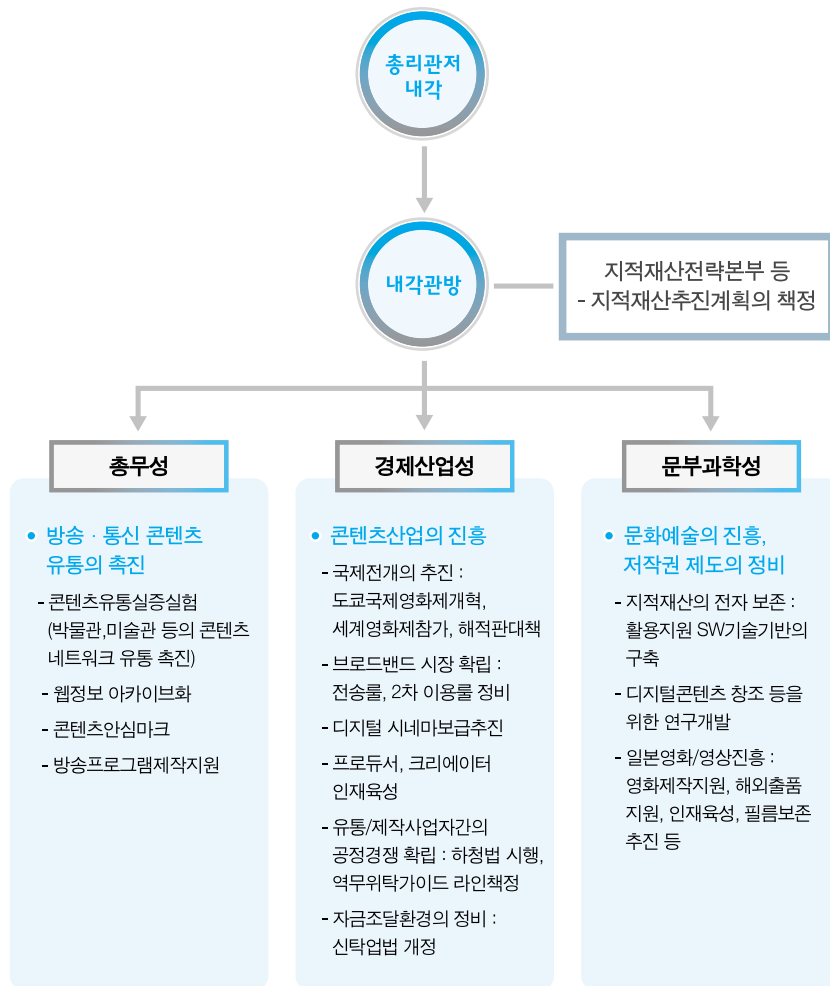 총리관저
내각
내각관방
지적재산전략본부 등
- 지적재산추진계획의 책정
총무성
• 방송 · 통신 콘텐츠
유통의 촉진
- 콘텐츠유통실증실험
(박물관,미술관 등의 콘텐츠
네트워크 유통 촉진)
- 웹정보 아카이브화
- 콘텐츠안심마크
- 방송프로그램제작지원
경제산업성
• 콘텐츠산업의 진흥
- 국제전개의 추진 :
도쿄국제영화제개혁,
세계영화제참가, 해적판대책
- 브로드밴드 시장 확립 :
전송룰, 2차 이용룰 정비
- 디지털 시네마보급추진
- 프로듀서, 크리에이터
인재육성
- 유통/제작사업자간의
공정경쟁 확립 : 하청법 시행,
역무위탁가이드 라인책정
- 자금조달환경의 정비 :
신탁업법 개정
문부과학성
• 문화예술의 진흥,
저작권 제도의 정비
- 지적재산의 전자 보존 :
활용지원 SW기술기반의
구축
- 디지털콘텐츠 창조 등을
위한 연구개발
- 일본영화/영상진흥 :
영화제작지원, 해외출품
지원, 인재육성, 필름보존
추진 등